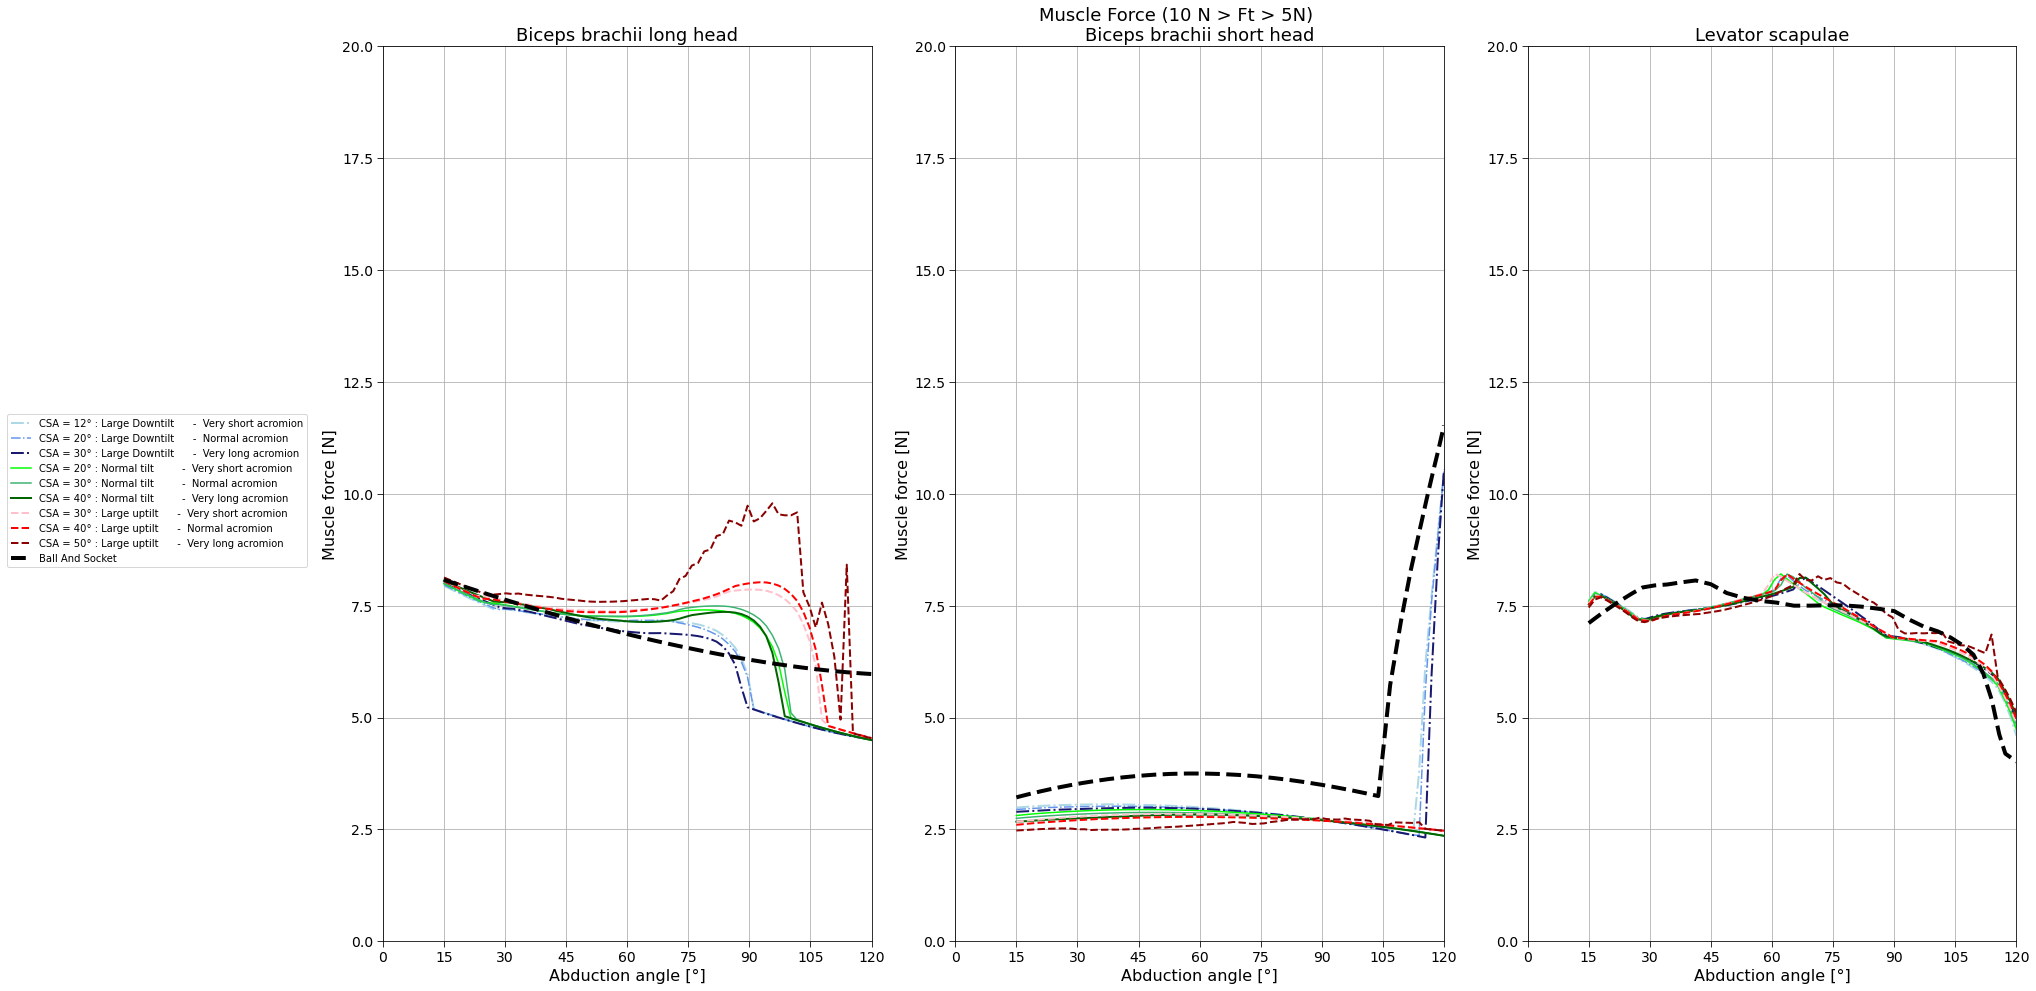 Muscle Force (10 N > Ft > 5N)
Biceps brachii long head
Biceps brachii short head
Levator scapulae
20.0
17.5
15.0
12.5
10.0
7.5
5.0
2.5
0.0
Muscle force [N]
0 15 30 45 60 75 90 105 120
Abduction angle [°]
20.0
17.5
15.0
12.5
10.0
7.5
5.0
2.5
0.0
Muscle force [N]
0 15 30 45 60 75 90 105 120
Abduction angle [°]
20.0
17.5
15.0
12.5
10.0
7.5
5.0
2.5
0.0
Muscle force [N]
0 15 30 45 60 75 90 105 120
Abduction angle [°]
CSA = 12° : Large Downtilt - Very short acromion
CSA = 20° : Large Downtilt - Normal acromion
CSA = 30° : Large Downtilt - Very long acromion
CSA = 20° : Normal tilt - Very short acromion
CSA = 30° : Normal tilt - Normal acromion
CSA = 40° : Normal tilt - Very long acromion
CSA = 30° : Large uptilt - Very short acromion
CSA = 40° : Large uptilt - Normal acromion
CSA = 50° : Large uptilt - Very long acromion
Ball And Socket